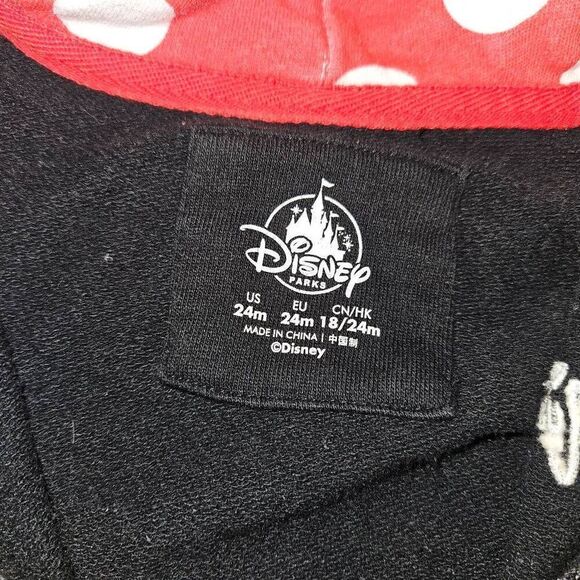 Disney
PARKS
US EU CN/HK
24m 24m 18/24m
MADE IN CHINA | 中国制
©Disney